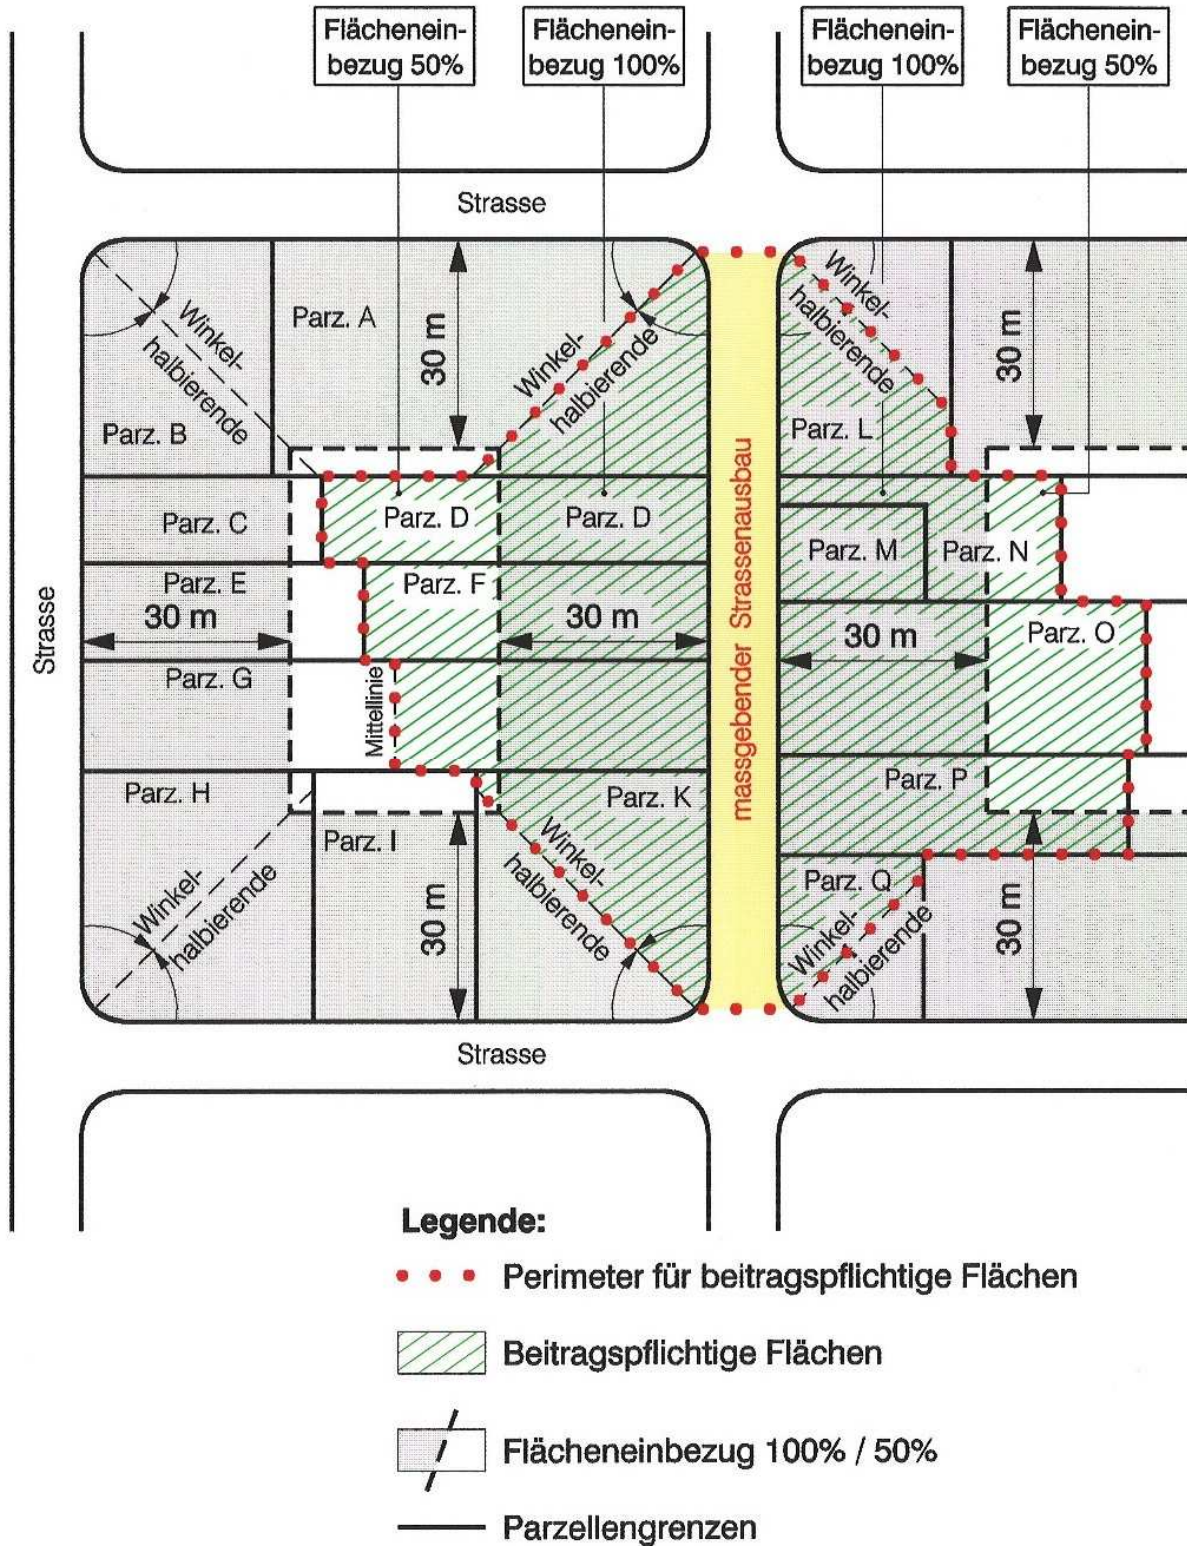 Flächenein-
bezug 50%
Flächenein-
bezug 100%
Flächenein-
bezug 100%
Flächenein-
bezug 50%
Strasse
Parz. A
Winkel-
halbierende
30 m
Winkel-
halbierende
Winkel-
halbierende
30 m
Parz. B
Parz. L
Parz. C
Parz. D
Parz. D
Parz. M
Parz. N
Parz. E
Parz. F
30 m
30 m
30 m
Parz. O
Strasse
massgebender Strassenausbau
Parz. G
Mittellinie
Parz. H
Parz. K
Parz. P
Parz. I
Winkel-
halbierende
30 m
Winkel-
halbierende
Parz. Q
Winkel-
halbierende
30 m
Strasse
Legende:
Perimeter für beitragspflichtige Flächen
Beitragspflichtige Flächen
Flächeneinbezug 100% / 50%
Parzellengrenzen